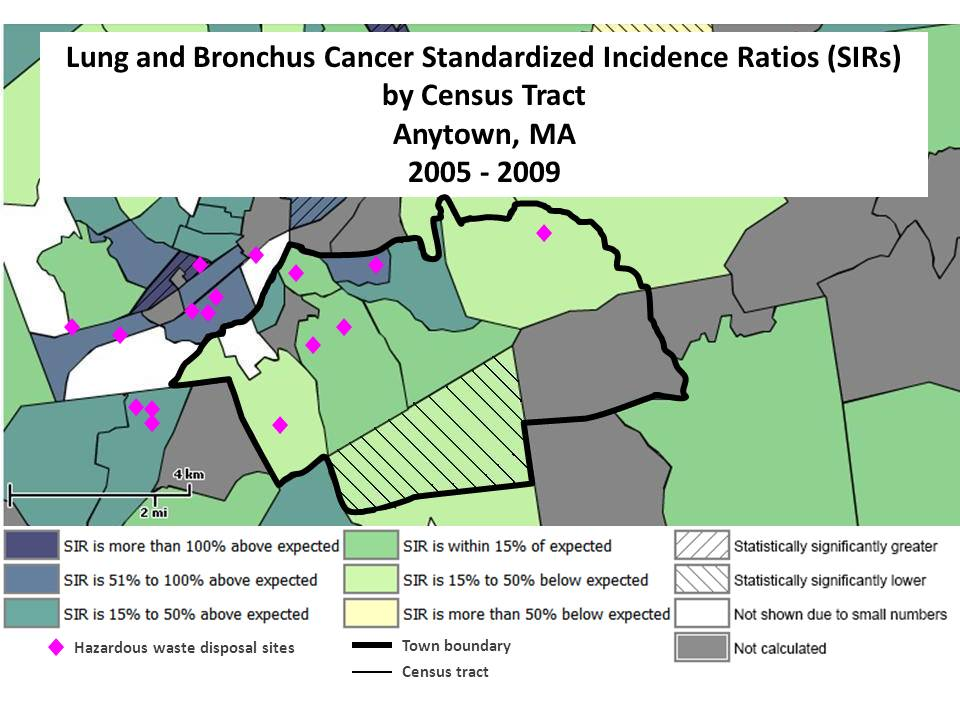 Lung and Bronchus Cancer Standardized Incidence Ratios (SIRs)
by Census Tract
Anytown, MA
2005 - 2009
4 km
2 mi
SIR is more than 100% above expected
SIR is within 15% of expected
Statistically significantly greater
SIR is 51% to 100% above expected
SIR is 15% to 50% below expected
Statistically significantly lower
SIR is 15% to 50% above expected
SIR is more than 50% below expected
Not shown due to small numbers
Hazardous waste disposal sites
Town boundary
Not calculated
Census tract